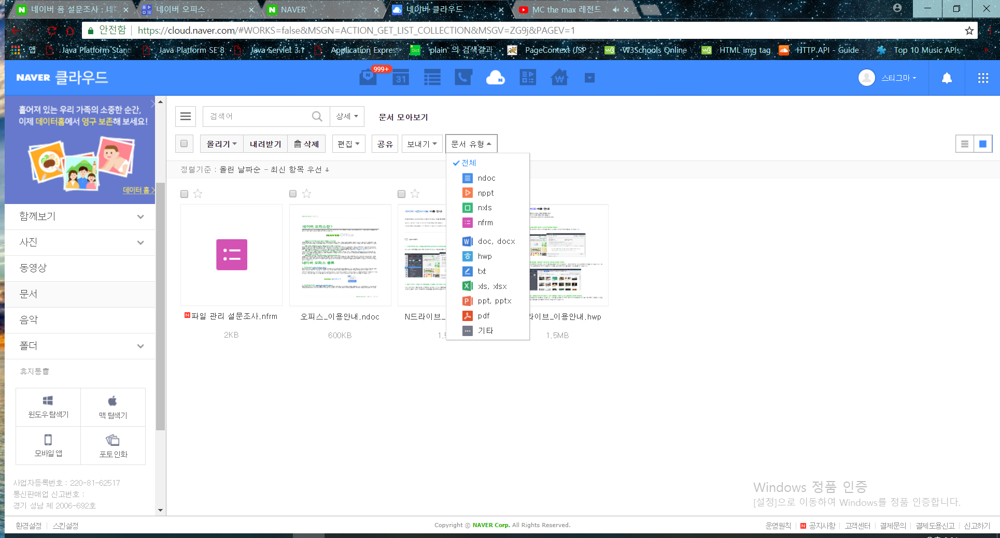 네이버 폼 설문조사 : 네
네이버 오피스
NAVER
네이버 클라우드
MC the max 레전드
안전함
https://cloud.naver.com/#WORKS=false&MSGN=ACTION_GET_LIST_COLLECTION&MSGV=ZG9j&PAGEV=1
앱
Java Platform Stand
Java Platform SE 8
Java Servlet 3.1
Application Express
'plain' 의 검색결과
PageContext (JSP 2
W3Schools Online
HTML img tag
HTTP API - Guide
Top 10 Music APIs
NAVER 클라우드
999+
31
스티그마
흩어져 있는 우리 가족의 소중한 순간,
이제 데이터홈에서 영구 보존해 보세요!
데이터 홈 >
함께보기
사진
동영상
문서
음악
폴더
휴지통
윈도우 탐색기
맥 탐색기
모바일 앱
포토 인화
사업자등록번호 : 220-81-62517
통신판매업 신고번호 :
경기 성남 제 2006-692호
검색어
상세
문서 모아보기
올리기
내려받기
삭제
편집
공유
보내기
문서 유형
정렬기준 : 올린 날짜순 - 최신 항목 우선 ↓
전체
ndoc
nppt
nxls
nfrm
doc, docx
hwp
txt
xls, xlsx
ppt, pptx
pdf
기타
네이버 오피스란?
NAVER Office
네이버 오피스 종류
이용 안내
이용 안내
파일 관리 설문조사.nfrm
2KB
오피스_이용안내.ndoc
600KB
N드라이브_
1.5
라이브_이용안내.hwp
1.5MB
Windows 정품 인증
[설정]으로 이동하여 Windows를 정품 인증합니다.
환경설정
스킨설정
Copyright © NAVER Corp. All Rights Reserved.
운영원칙
공지사항
고객센터
결제문의
결제도용신고
신고하기